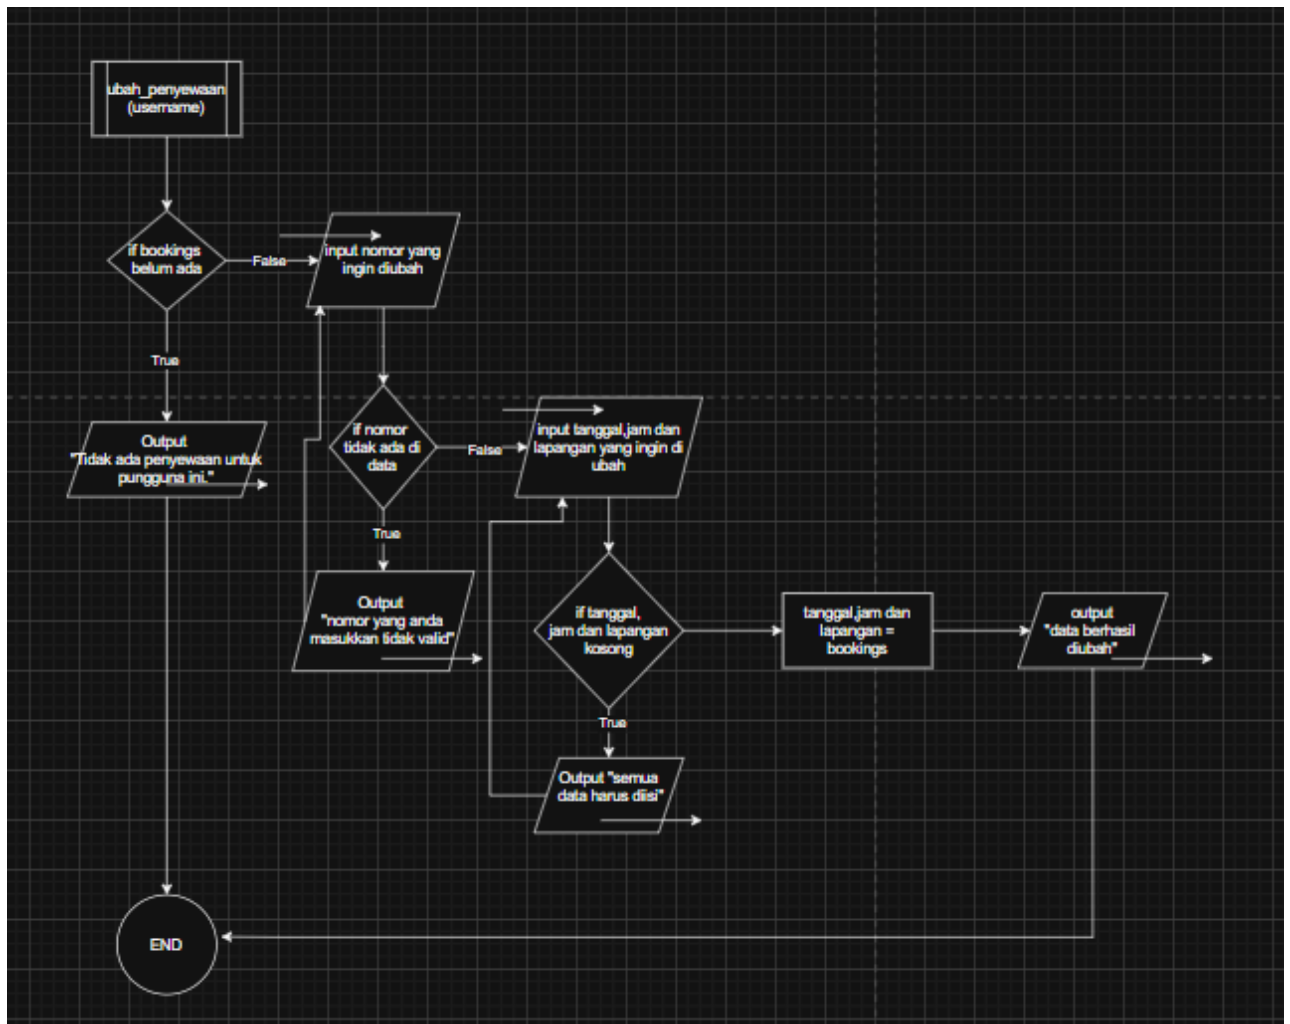 ubah_penyewaan
(username)
if bookings
belum ada
False
input nomor yang
ingin diubah
True
Output
"Tidak ada penyewaan untuk
pungguna ini."
if nomor
tidak ada di
data
False
input tanggal,jam dan
lapangan yang ingin di
ubah
True
Output
"nomor yang anda
masukkan tidak valid"
if tanggal,
jam dan lapangan
kosong
tanggal,jam dan
lapangan =
bookings
output
"data berhasil
diubah"
True
Output "semua
data harus diisi"
END